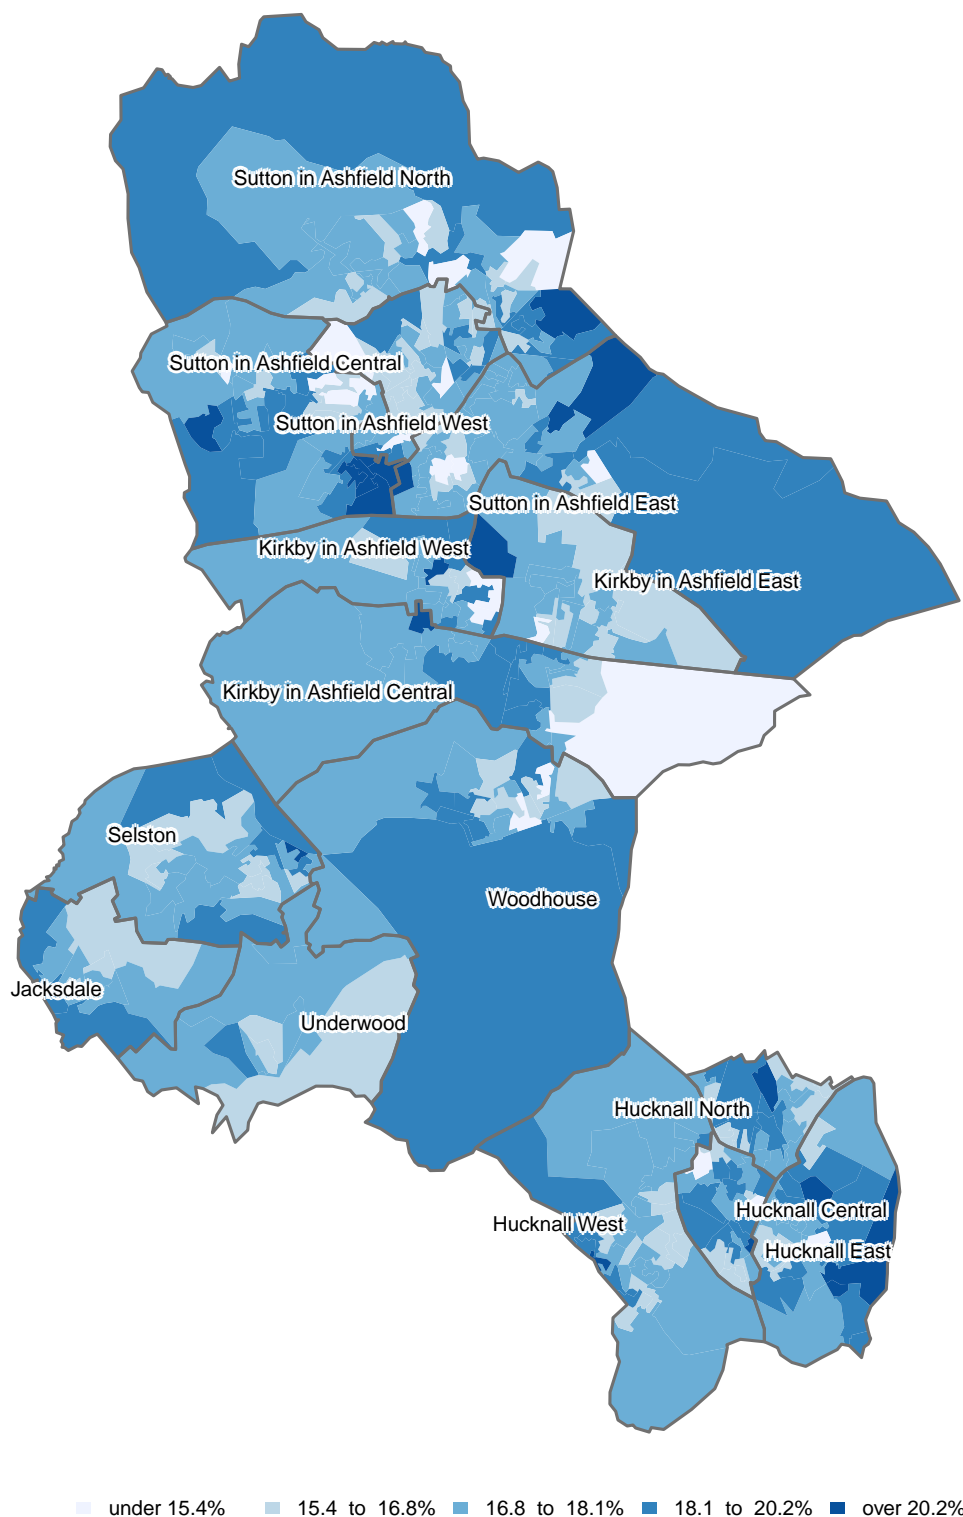 Sutton in Ashfield North
Sutton in Ashfield Central
Sutton in Ashfield West
Sutton in Ashfield East
Kirkby in Ashfield West
Kirkby in Ashfield East
Kirkby in Ashfield Central
Selston
Woodhouse
Jacksdale
Underwood
Hucknall North
Hucknall Central
Hucknall West
Hucknall East
under 15.4% 15.4 to 16.8% 16.8 to 18.1% 18.1 to 20.2% over 20.2%